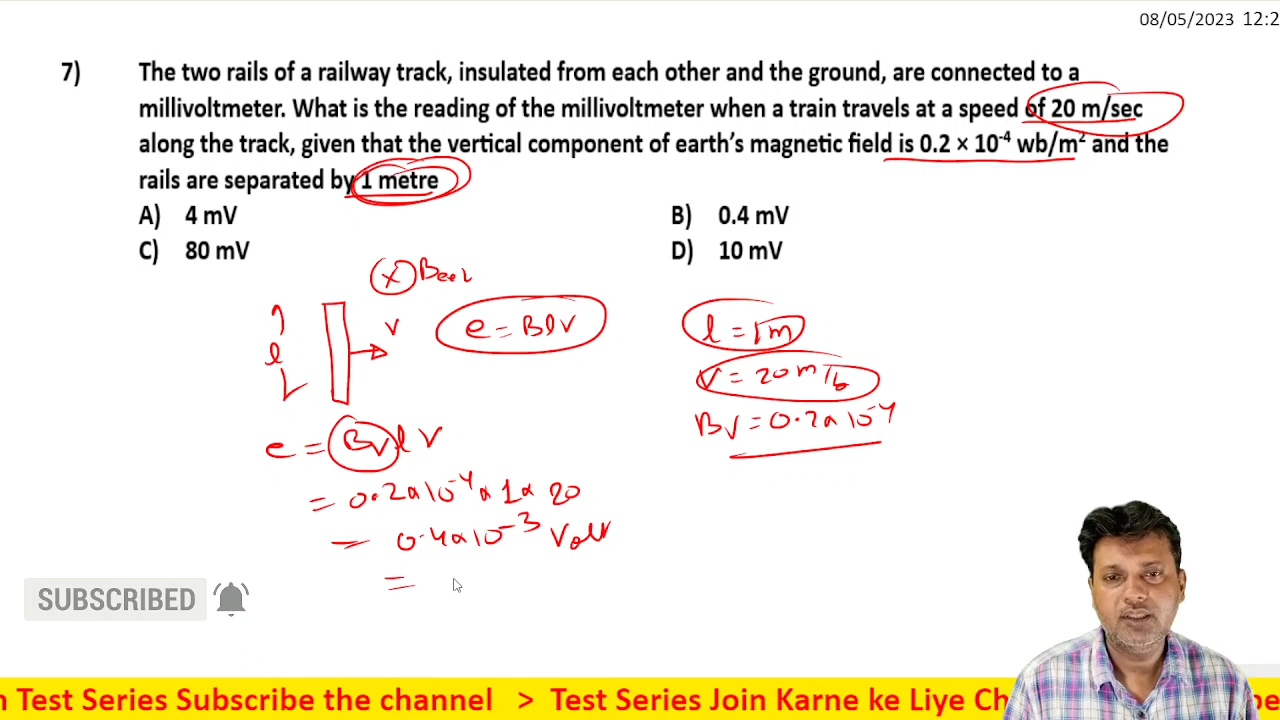 08/05/2023 12:2
7) The two rails of a railway track, insulated from each other and the ground, are connected to a
millivoltmeter. What is the reading of the millivoltmeter when a train travels at a speed of 20 m/sec
along the track, given that the vertical component of earth's magnetic field is 0.2 × 10⁻⁴ wb/m² and the
rails are separated by 1 metre
A) 4 mV B) 0.4 mV
C) 80 mV D) 10 mV
x
l
v
e = Blv
l = 1m
v = 20 m/s
Bv = 0.2 x 10⁻⁴
e = Bv l v
= 0.2 x 10⁻⁴ x 1 x 20
= 0.4 x 10⁻³ Volt
=
SUBSCRIBED
n Test Series Subscribe the channel > Test Series Join Karne ke Liye Ch